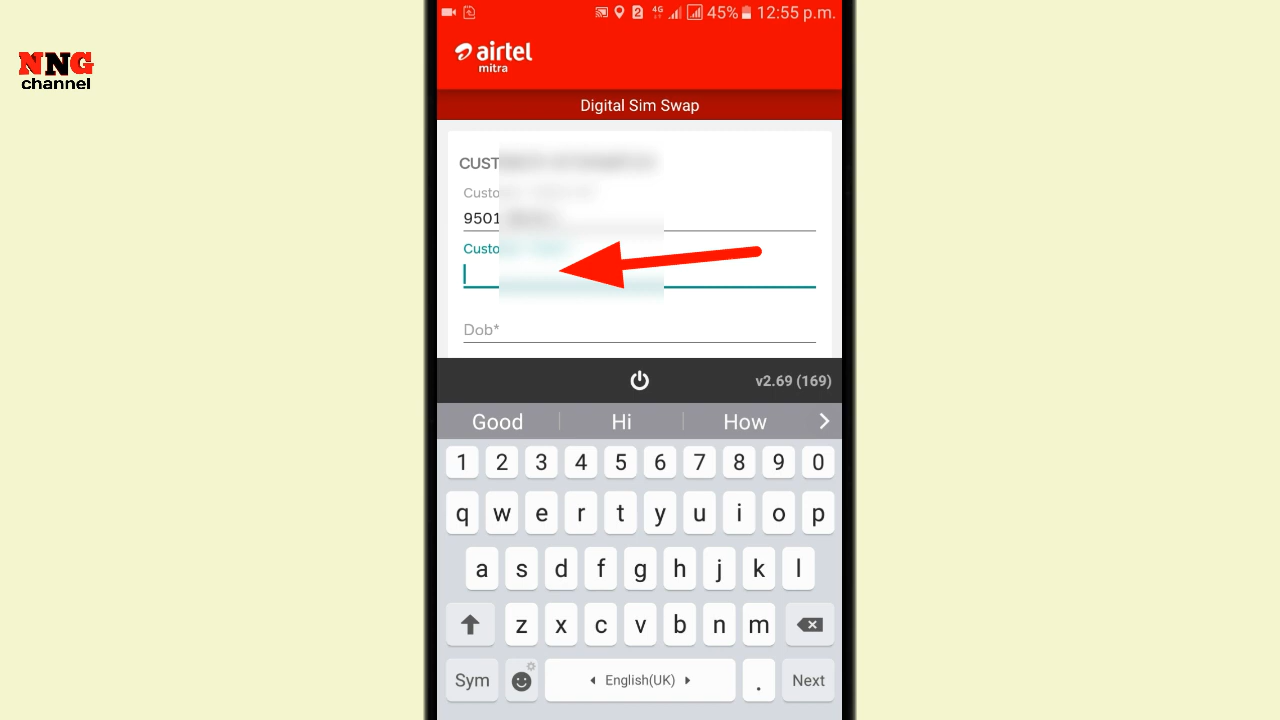 NNG
channel
4G 45% 12:55 p.m.
airtel
mitra
Digital Sim Swap
CUST
Custo
9501
Custo
Dob*
v2.69 (169)
Good Hi How
1 2 3 4 5 6 7 8 9 0
q w e r t y u i o p
a s d f g h j k l
z x c v b n m
Sym English(UK) . Next